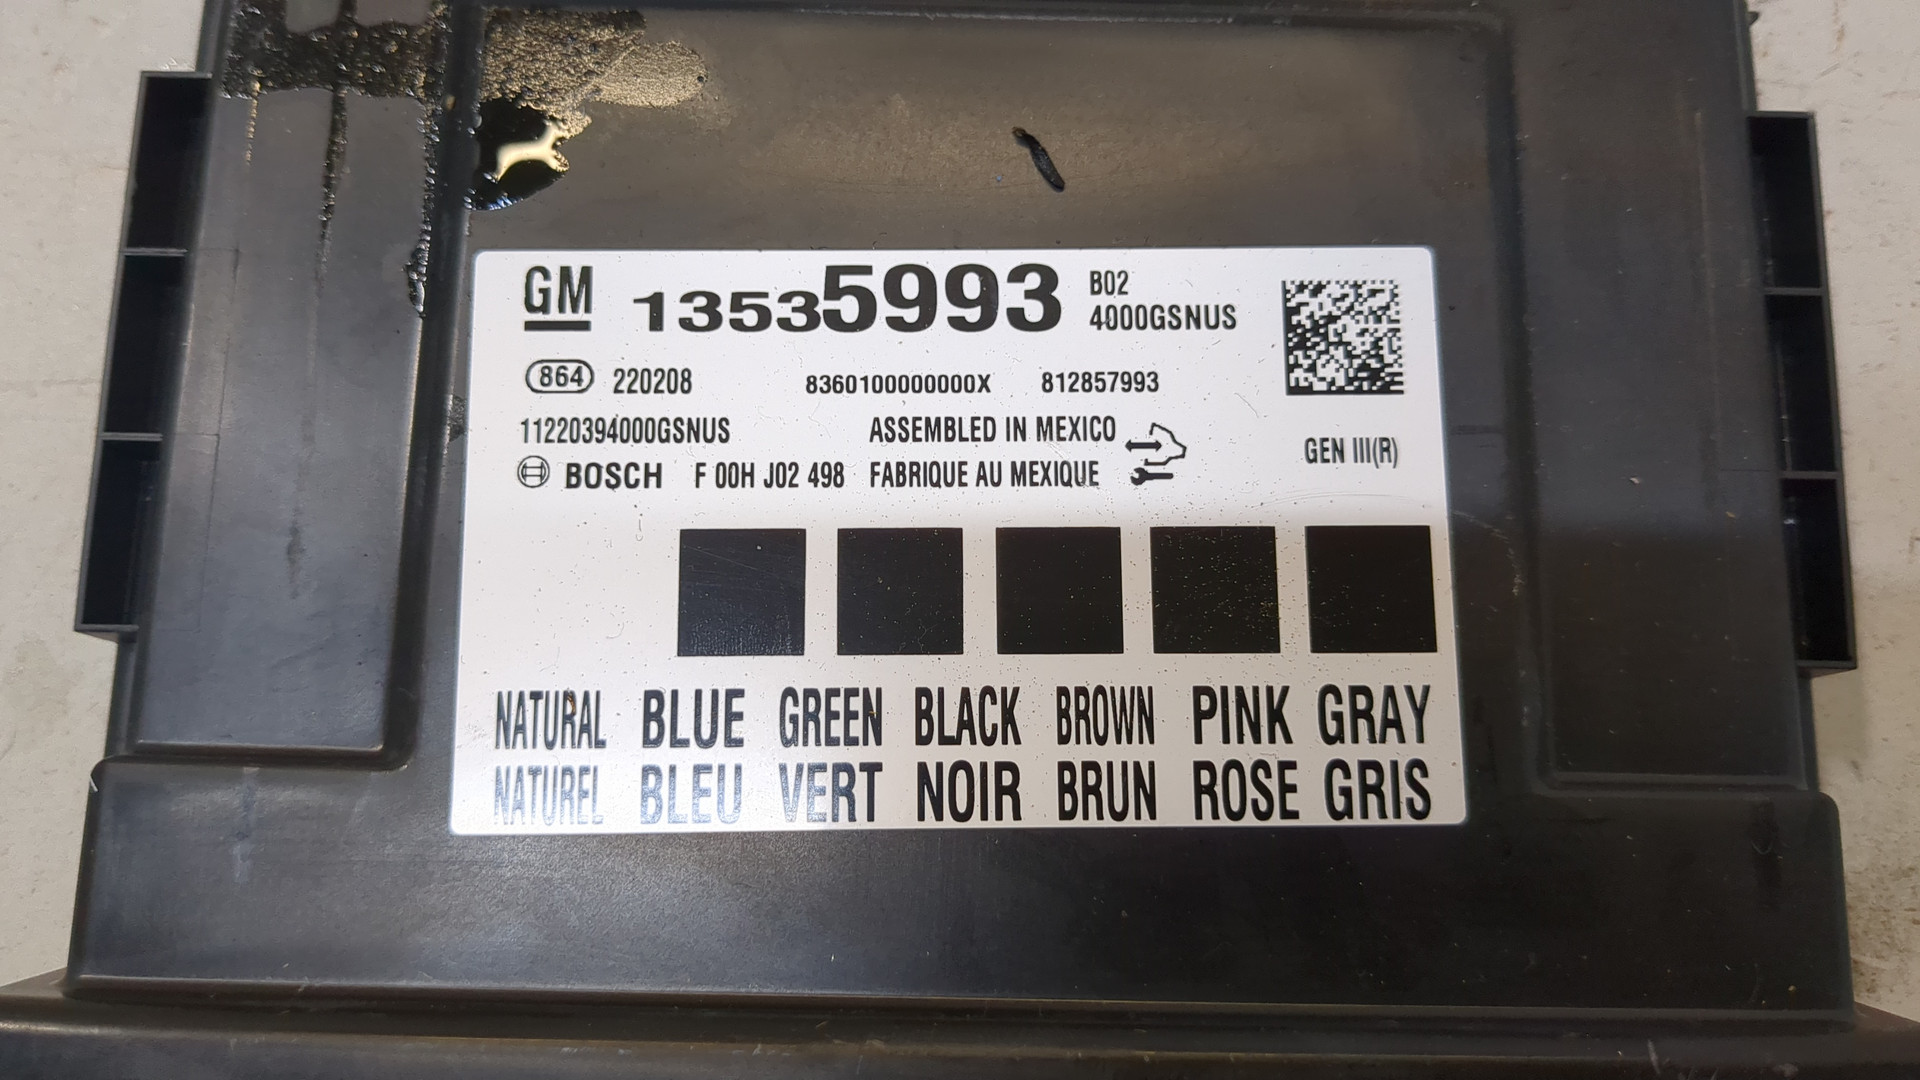 GM 13535993 B02
4000GSNUS
864 220208 8360100000000X 812857993
11220394000GSNUS ASSEMBLED IN MEXICO
GEN III(R)
BOSCH F 00H J02 498 FABRIQUE AU MEXIQUE
NATURAL BLUE GREEN BLACK BROWN PINK GRAY
NATUREL BLEU VERT NOIR BRUN ROSE GRIS